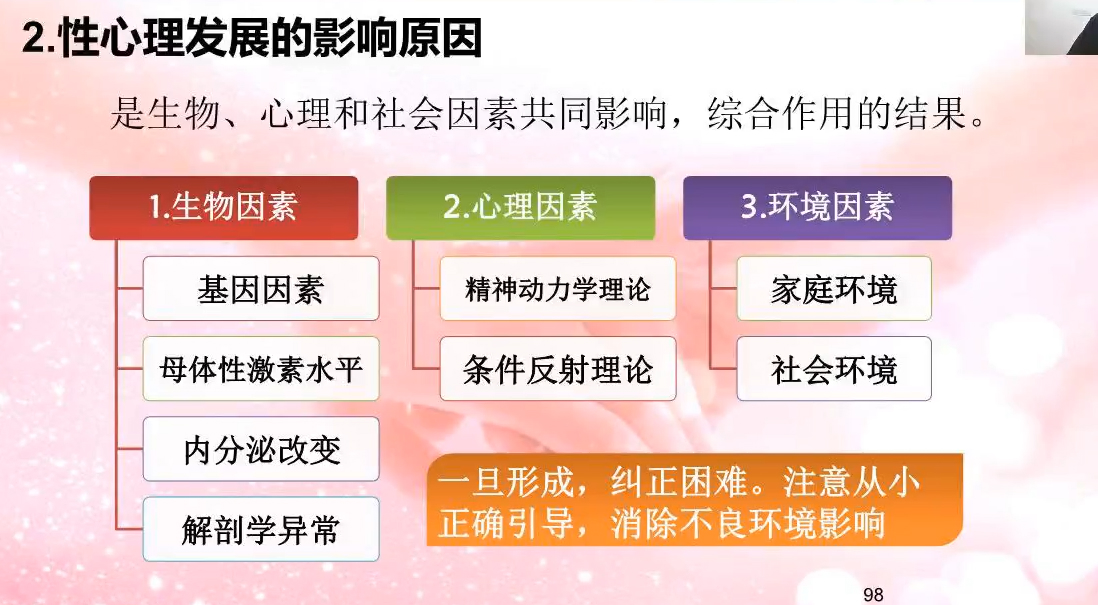 2.性心理发展的影响原因
是生物、心理和社会因素共同影响，综合作用的结果。
1.生物因素
基因因素
母体性激素水平
内分泌改变
解剖学异常
2.心理因素
精神动力学理论
条件反射理论
3.环境因素
家庭环境
社会环境
一旦形成，纠正困难。注意从小
正确引导，消除不良环境影响
98